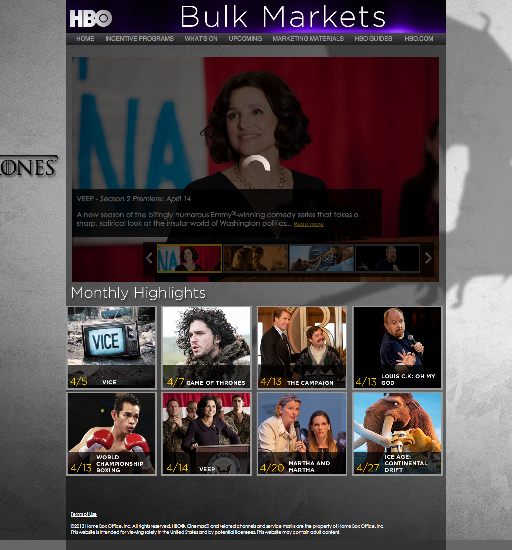 HBO
Bulk Markets
HOME INCENTIVE PROGRAMS WHAT'S ON UPCOMING MARKETING MATERIALS HBO GUIDES HBO.COM
NA
RONES
VEEP - Season 2 Premiere: April 14
A new season of the bitingly humorous Emmy®-winning comedy series that takes a
sharp, satirical look at the insular world of Washington politics... Read more
Monthly Highlights
VICE
4/5 VICE
4/7 GAME OF THRONES
4/13 THE CAMPAIGN
4/13 LOUIS C.K: OH MY
GOD
4/13 WORLD
CHAMPIONSHIP
BOXING
4/14 VEEP
4/20 MARTHA AND
MARTHA
4/27 ICE AGE:
CONTINENTAL
DRIFT
Terms of Use
©2013 Home Box Office, Inc. All rights reserved. HBO®, Cinemax® and related channels and service marks are the property of Home Box Office, Inc.
This website is intended for viewing solely in the United States and by potential licensees. This website may contain adult content.